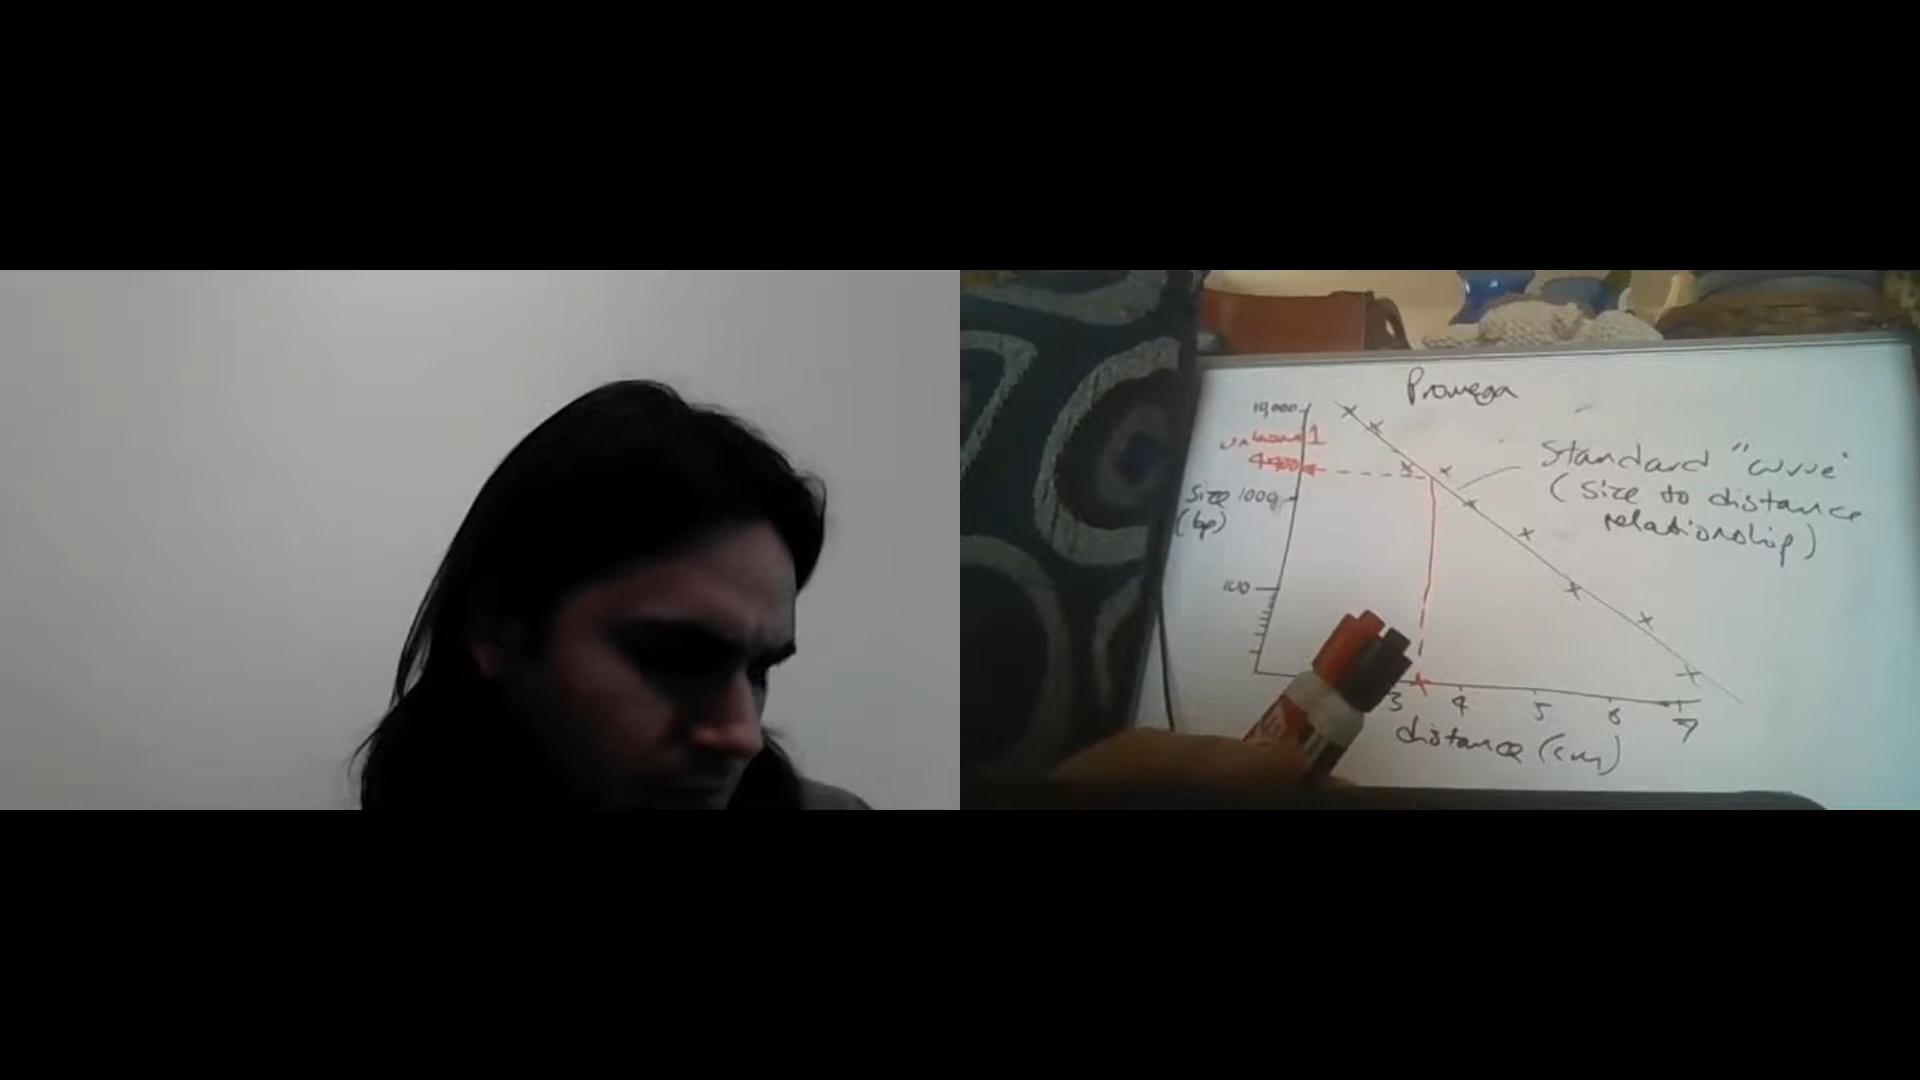 Promega
10,000
unknown 1
4400
Size 1000
(bp)
100
Standard "curve"
(size to distance
relationship)
3 4 5 6 7
distance (cm)